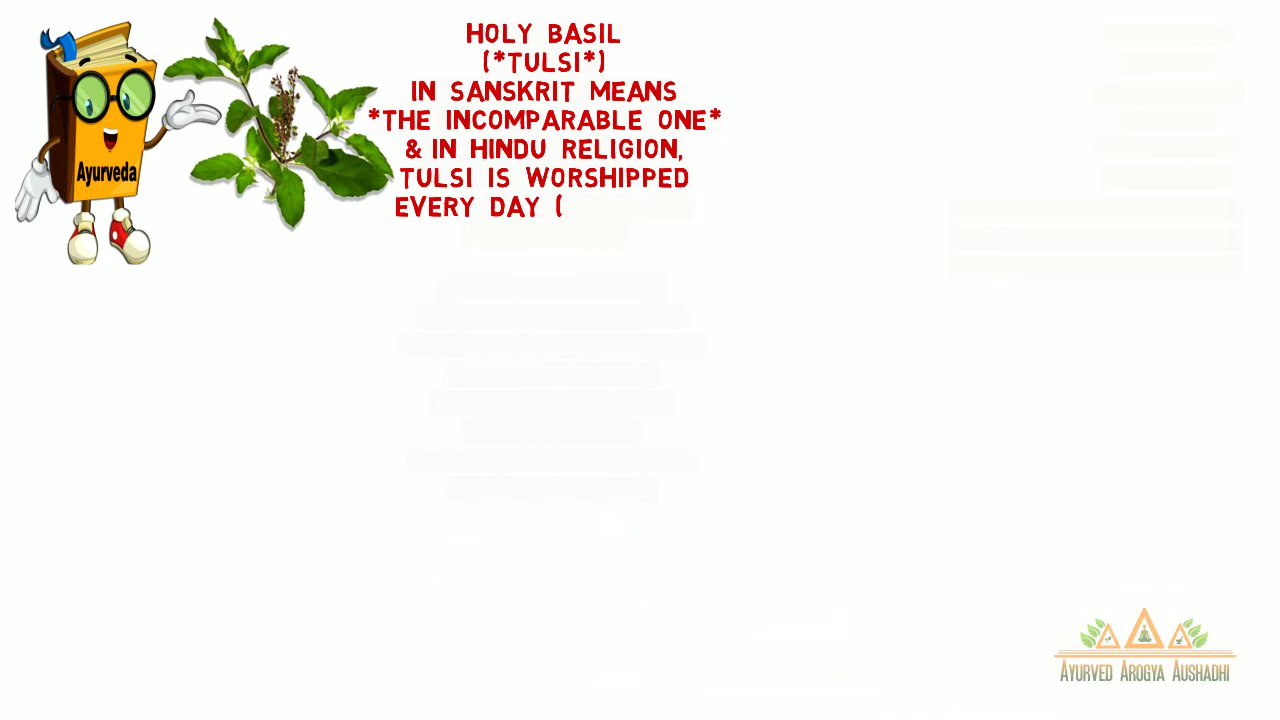 HOLY BASIL
(*TULSI*)
IN SANSKRIT MEANS
*THE INCOMPARABLE ONE*
& IN HINDU RELIGION,
TULSI IS WORSHIPPED
EVERY DAY (
Ayurveda
AYURVED AROGYA AUSHADHI